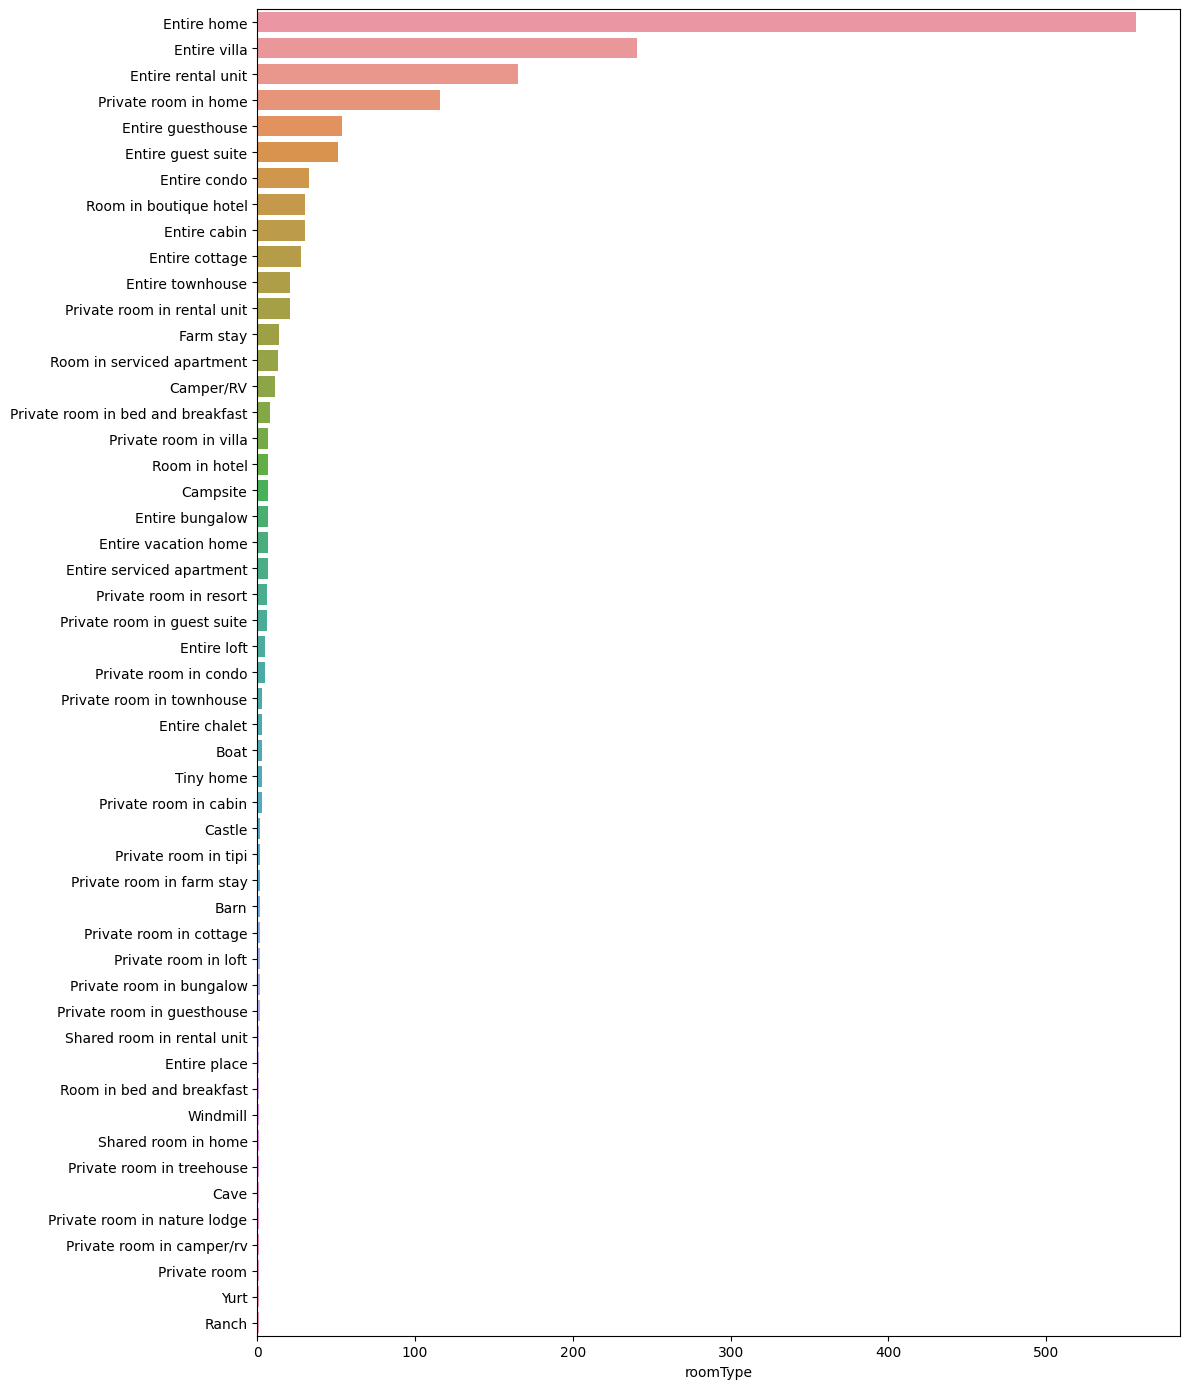 Entire home
Entire villa
Entire rental unit
Private room in home
Entire guesthouse
Entire guest suite
Entire condo
Room in boutique hotel
Entire cabin
Entire cottage
Entire townhouse
Private room in rental unit
Farm stay
Room in serviced apartment
Camper/RV
Private room in bed and breakfast
Private room in villa
Room in hotel
Campsite
Entire bungalow
Entire vacation home
Entire serviced apartment
Private room in resort
Private room in guest suite
Entire loft
Private room in condo
Private room in townhouse
Entire chalet
Boat
Tiny home
Private room in cabin
Castle
Private room in tipi
Private room in farm stay
Barn
Private room in cottage
Private room in loft
Private room in bungalow
Private room in guesthouse
Shared room in rental unit
Entire place
Room in bed and breakfast
Windmill
Shared room in home
Private room in treehouse
Cave
Private room in nature lodge
Private room in camper/rv
Private room
Yurt
Ranch
0 100 200 300 400 500
roomType